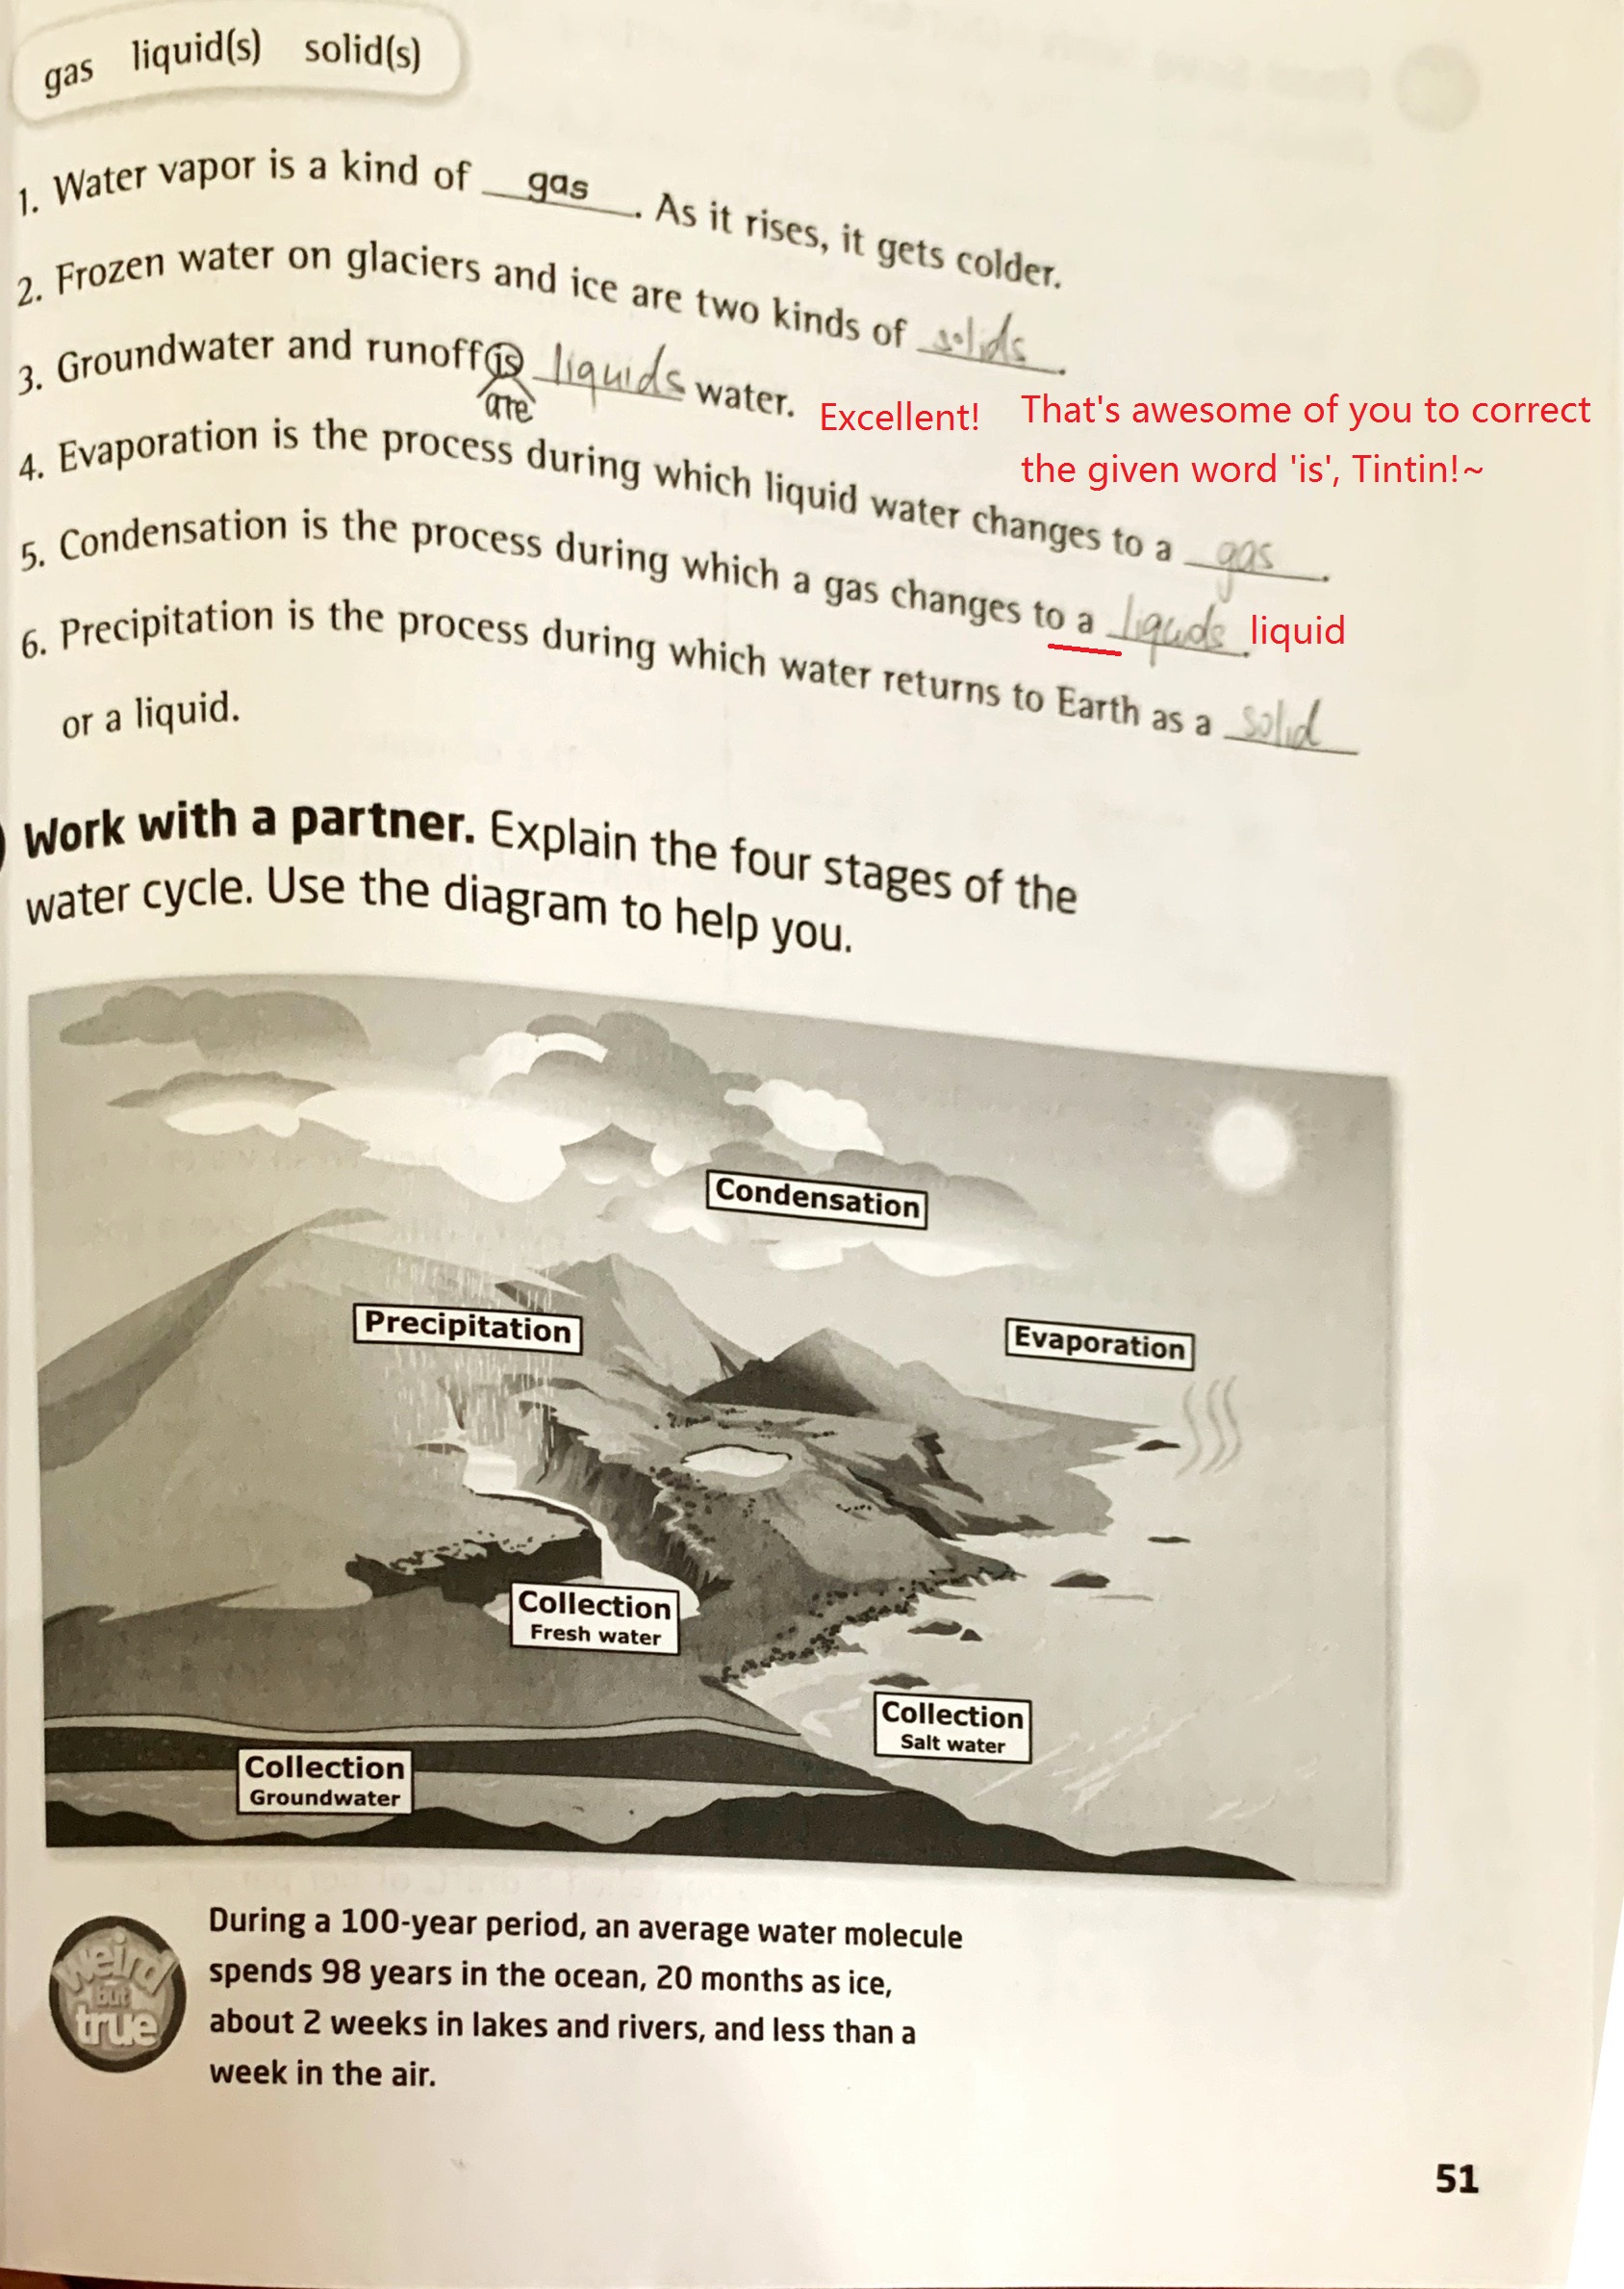 gas liquid(s) solid(s)
1. Water vapor is a kind of gas. As it rises, it gets colder.
2. Frozen water on glaciers and ice are two kinds of solids.
3. Groundwater and runoff is liquids water.
are
Excellent! That's awesome of you to correct
the given word 'is', Tintin!~
4. Evaporation is the process during which liquid water changes to a gas.
5. Condensation is the process during which a gas changes to a liquids. liquid
6. Precipitation is the process during which water returns to Earth as a solid
or a liquid.
Work with a partner. Explain the four stages of the
water cycle. Use the diagram to help you.
Condensation
Precipitation
Evaporation
Collection
Fresh water
Collection
Salt water
Collection
Groundwater
weird
but
true
During a 100-year period, an average water molecule
spends 98 years in the ocean, 20 months as ice,
about 2 weeks in lakes and rivers, and less than a
week in the air.
51